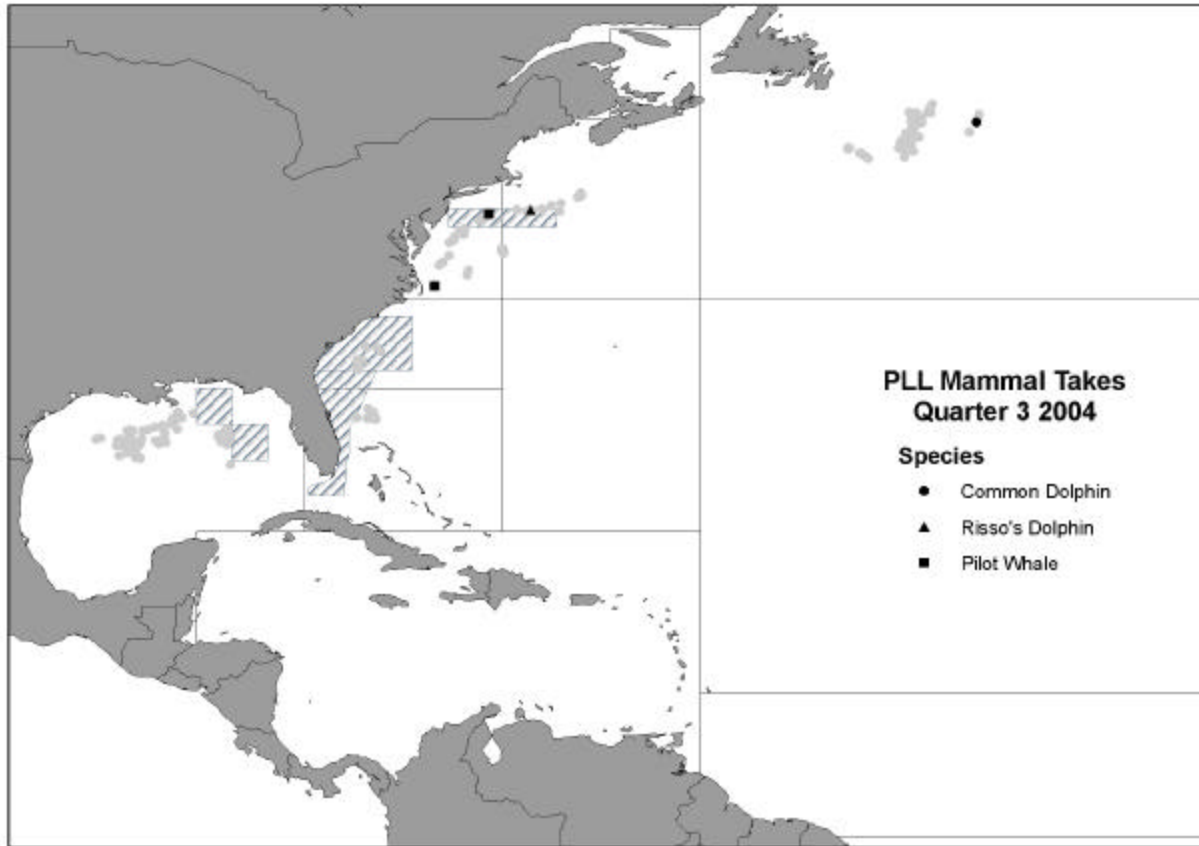 PLL Mammal Takes
Quarter 3 2004
Species
Common Dolphin
Risso's Dolphin
Pilot Whale